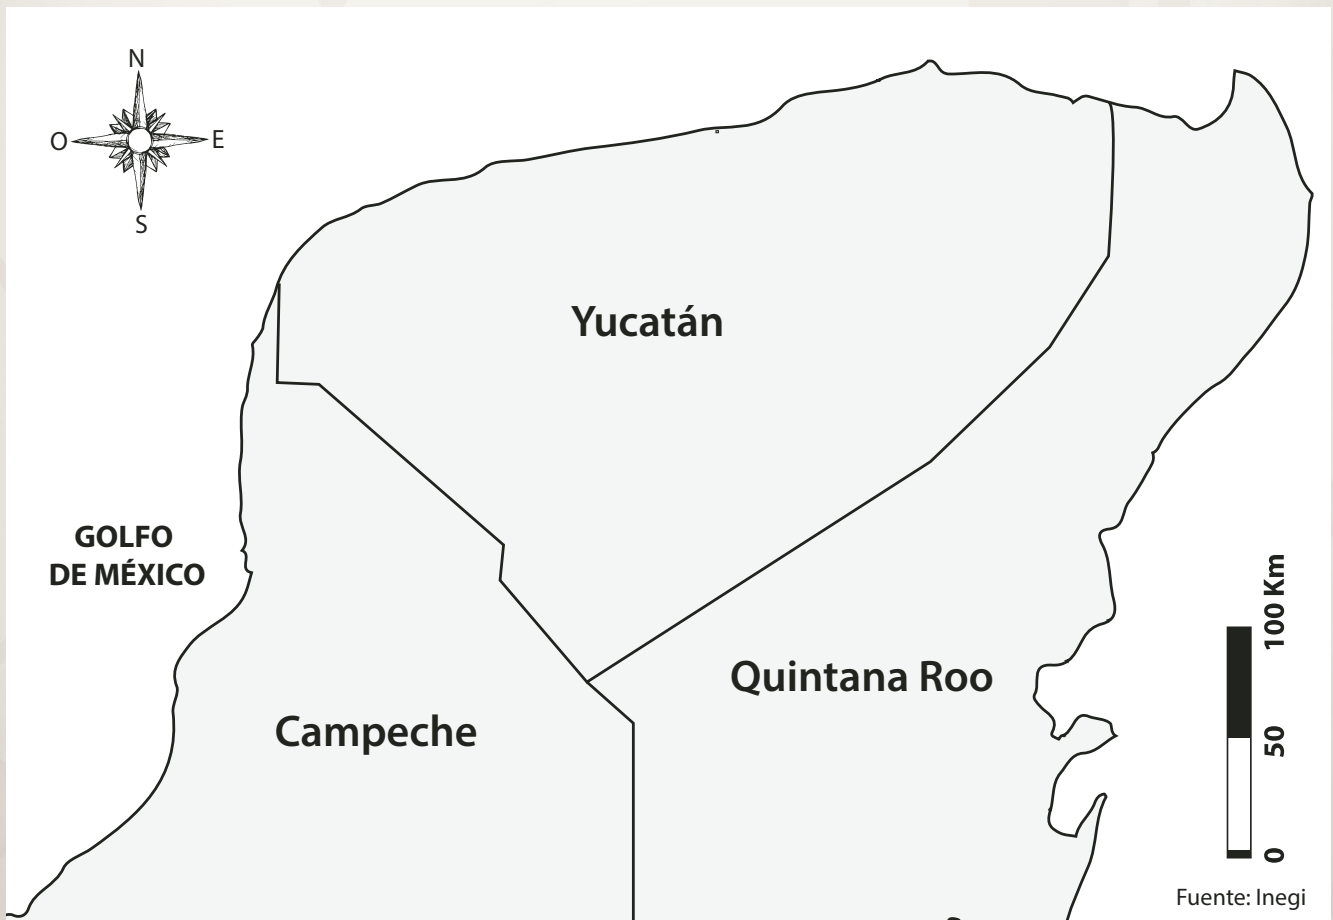 N
O
E
S
Yucatán
GOLFO
DE MÉXICO
Quintana Roo
Campeche
100 Km
50
0
Fuente: Inegi